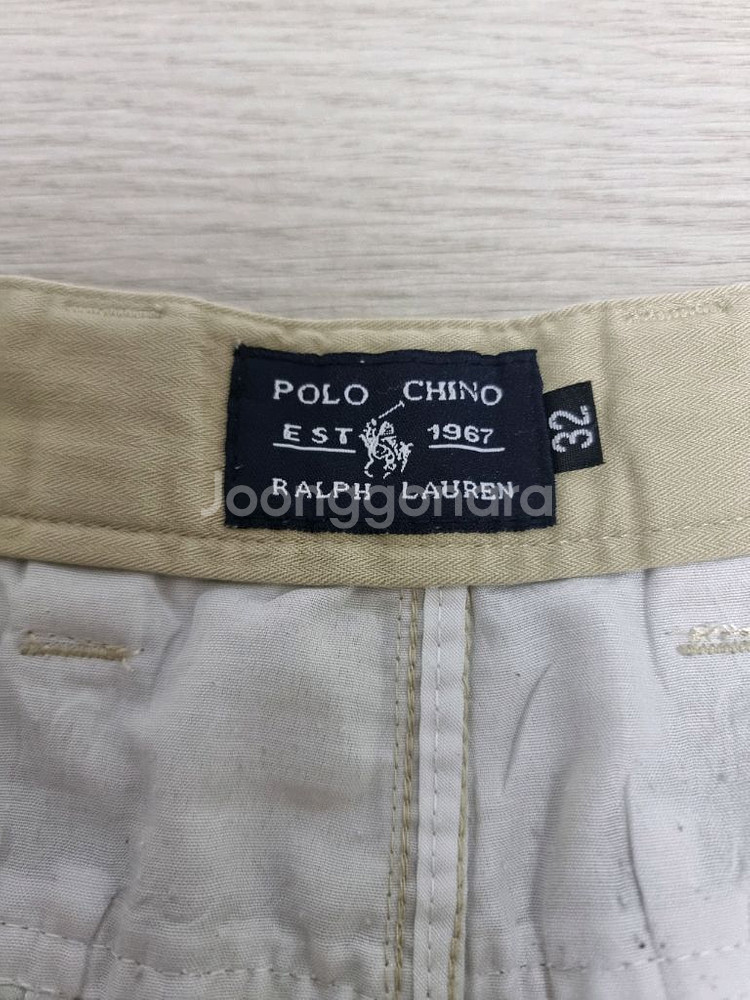 POLO CHINO
EST 1967
32
RALPH LAUREN
Joonggonara